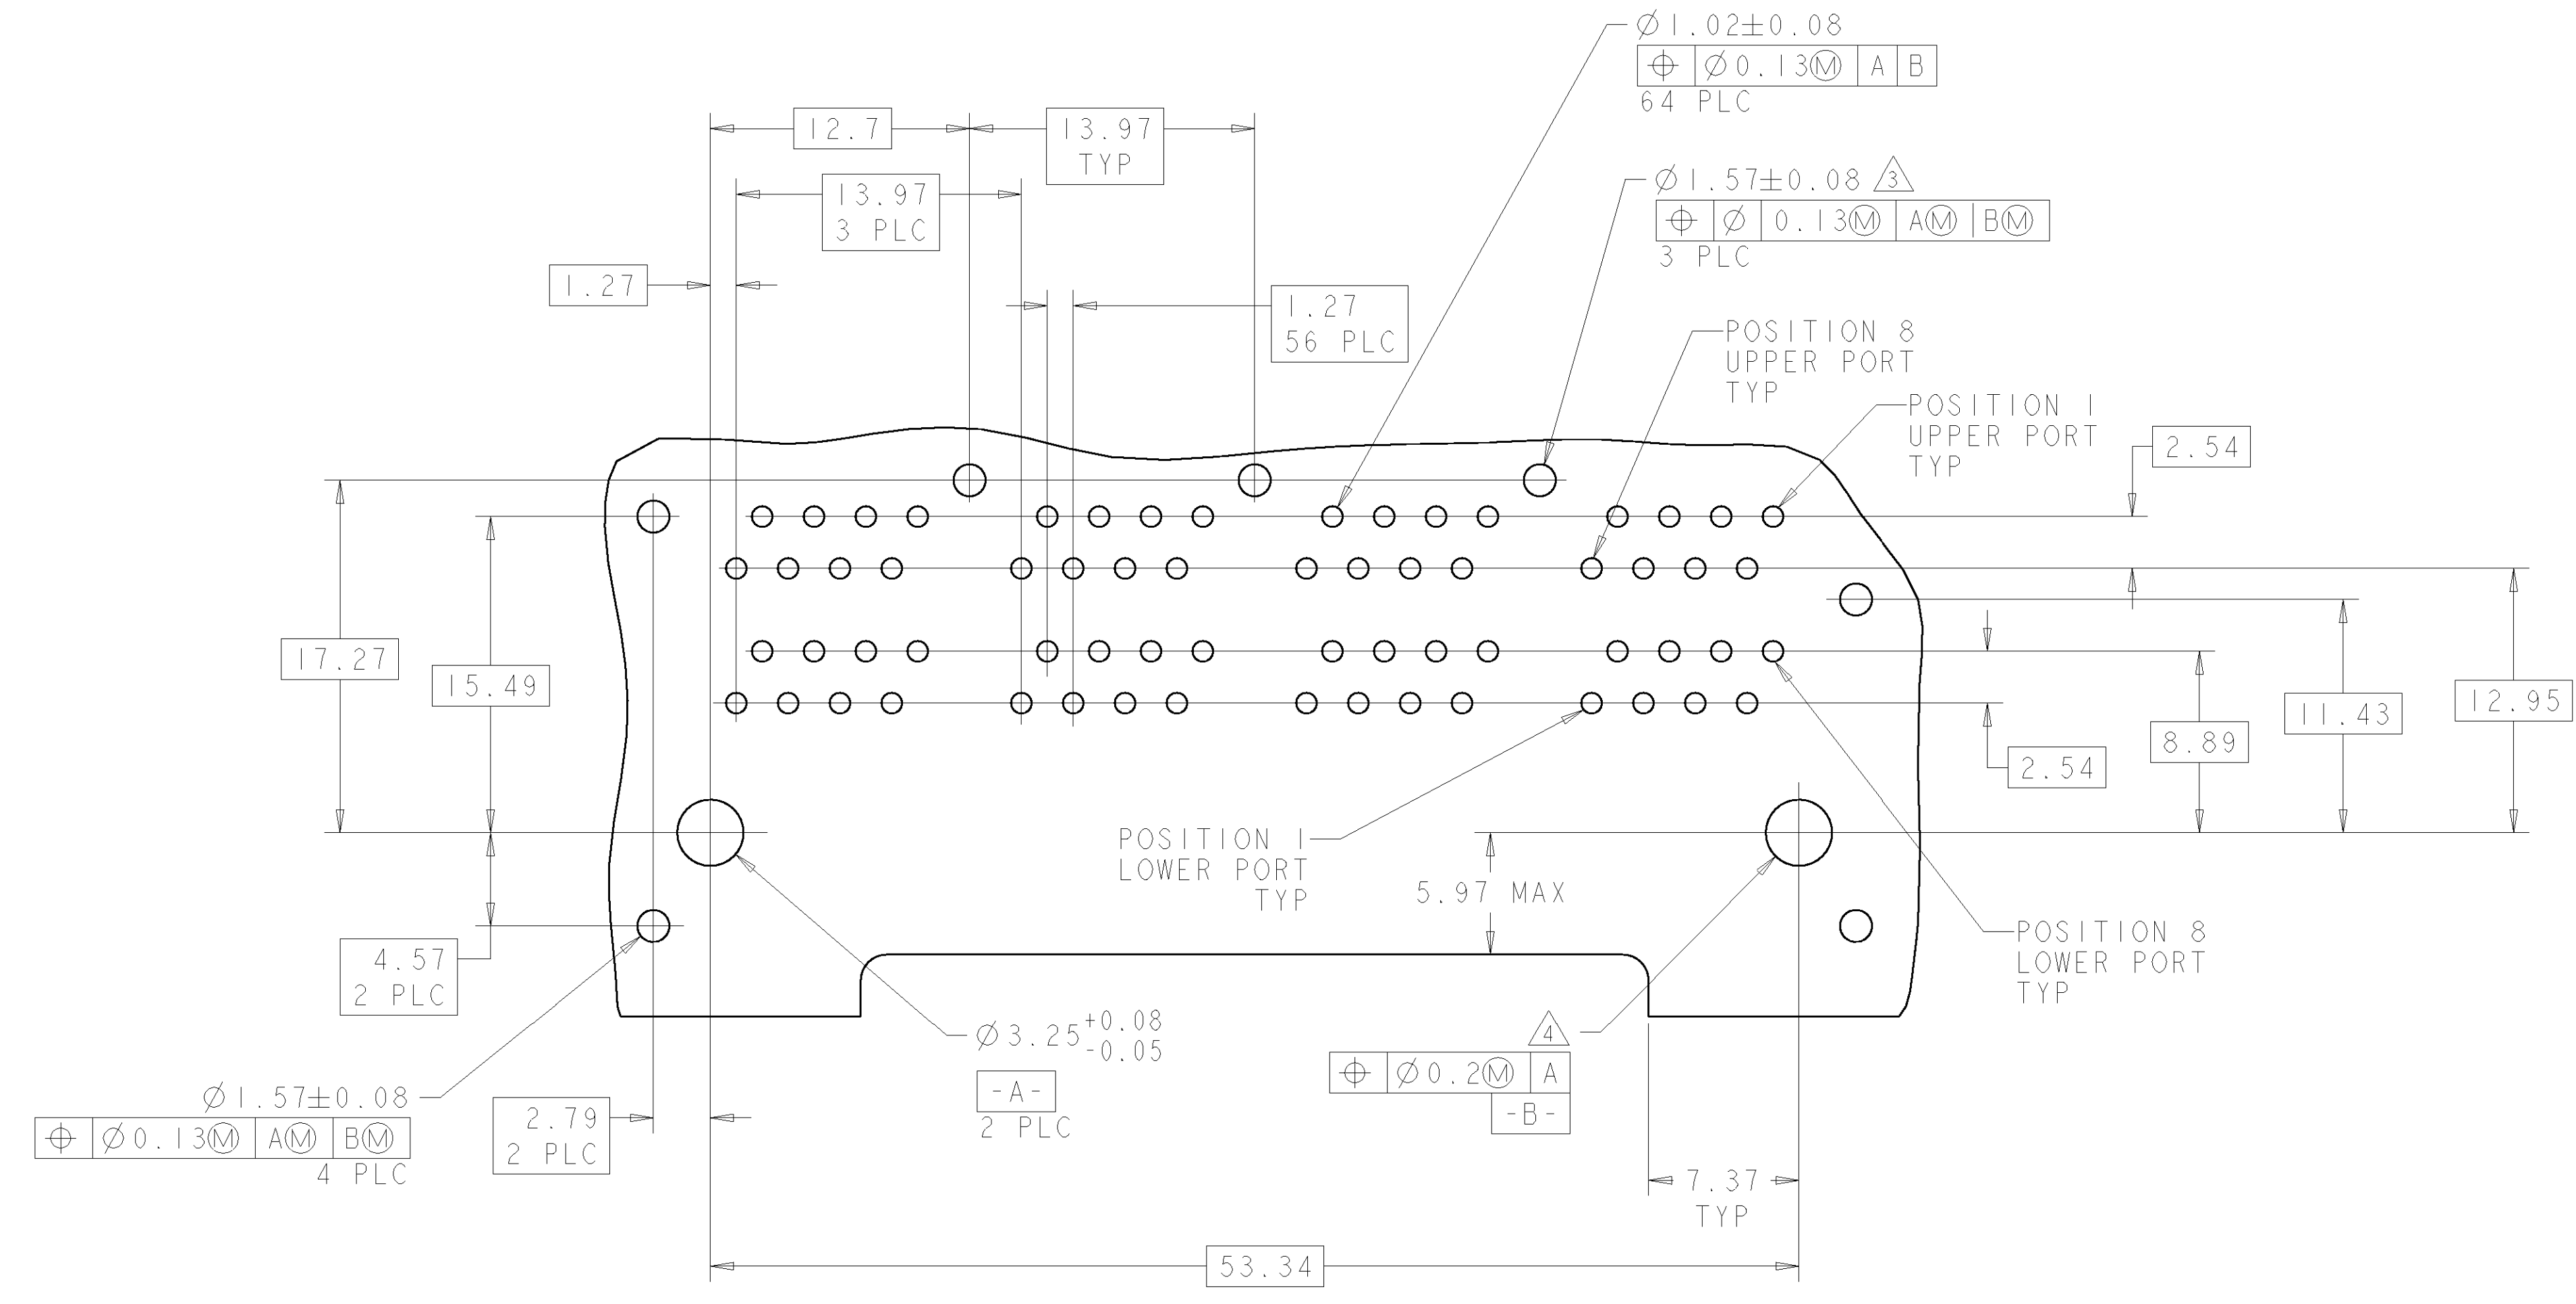 Ø1.02±0.08
⌖ Ø0.13Ⓜ A B
64 PLC
12.7
13.97
TYP
Ø1.57±0.08 3
⌖ Ø 0.13Ⓜ AⓂ BⓂ
3 PLC
13.97
3 PLC
1.27
1.27
56 PLC
POSITION 8
UPPER PORT
TYP
POSITION 1
UPPER PORT
TYP
2.54
17.27
15.49
12.95
11.43
8.89
2.54
POSITION 1
LOWER PORT
TYP
5.97 MAX
POSITION 8
LOWER PORT
TYP
4.57
2 PLC
Ø3.25 +0.08
-0.05
-A-
2 PLC
4
⌖ Ø0.2Ⓜ A
-B-
Ø1.57±0.08
⌖ Ø0.13Ⓜ AⓂ BⓂ
4 PLC
2.79
2 PLC
7.37
TYP
53.34